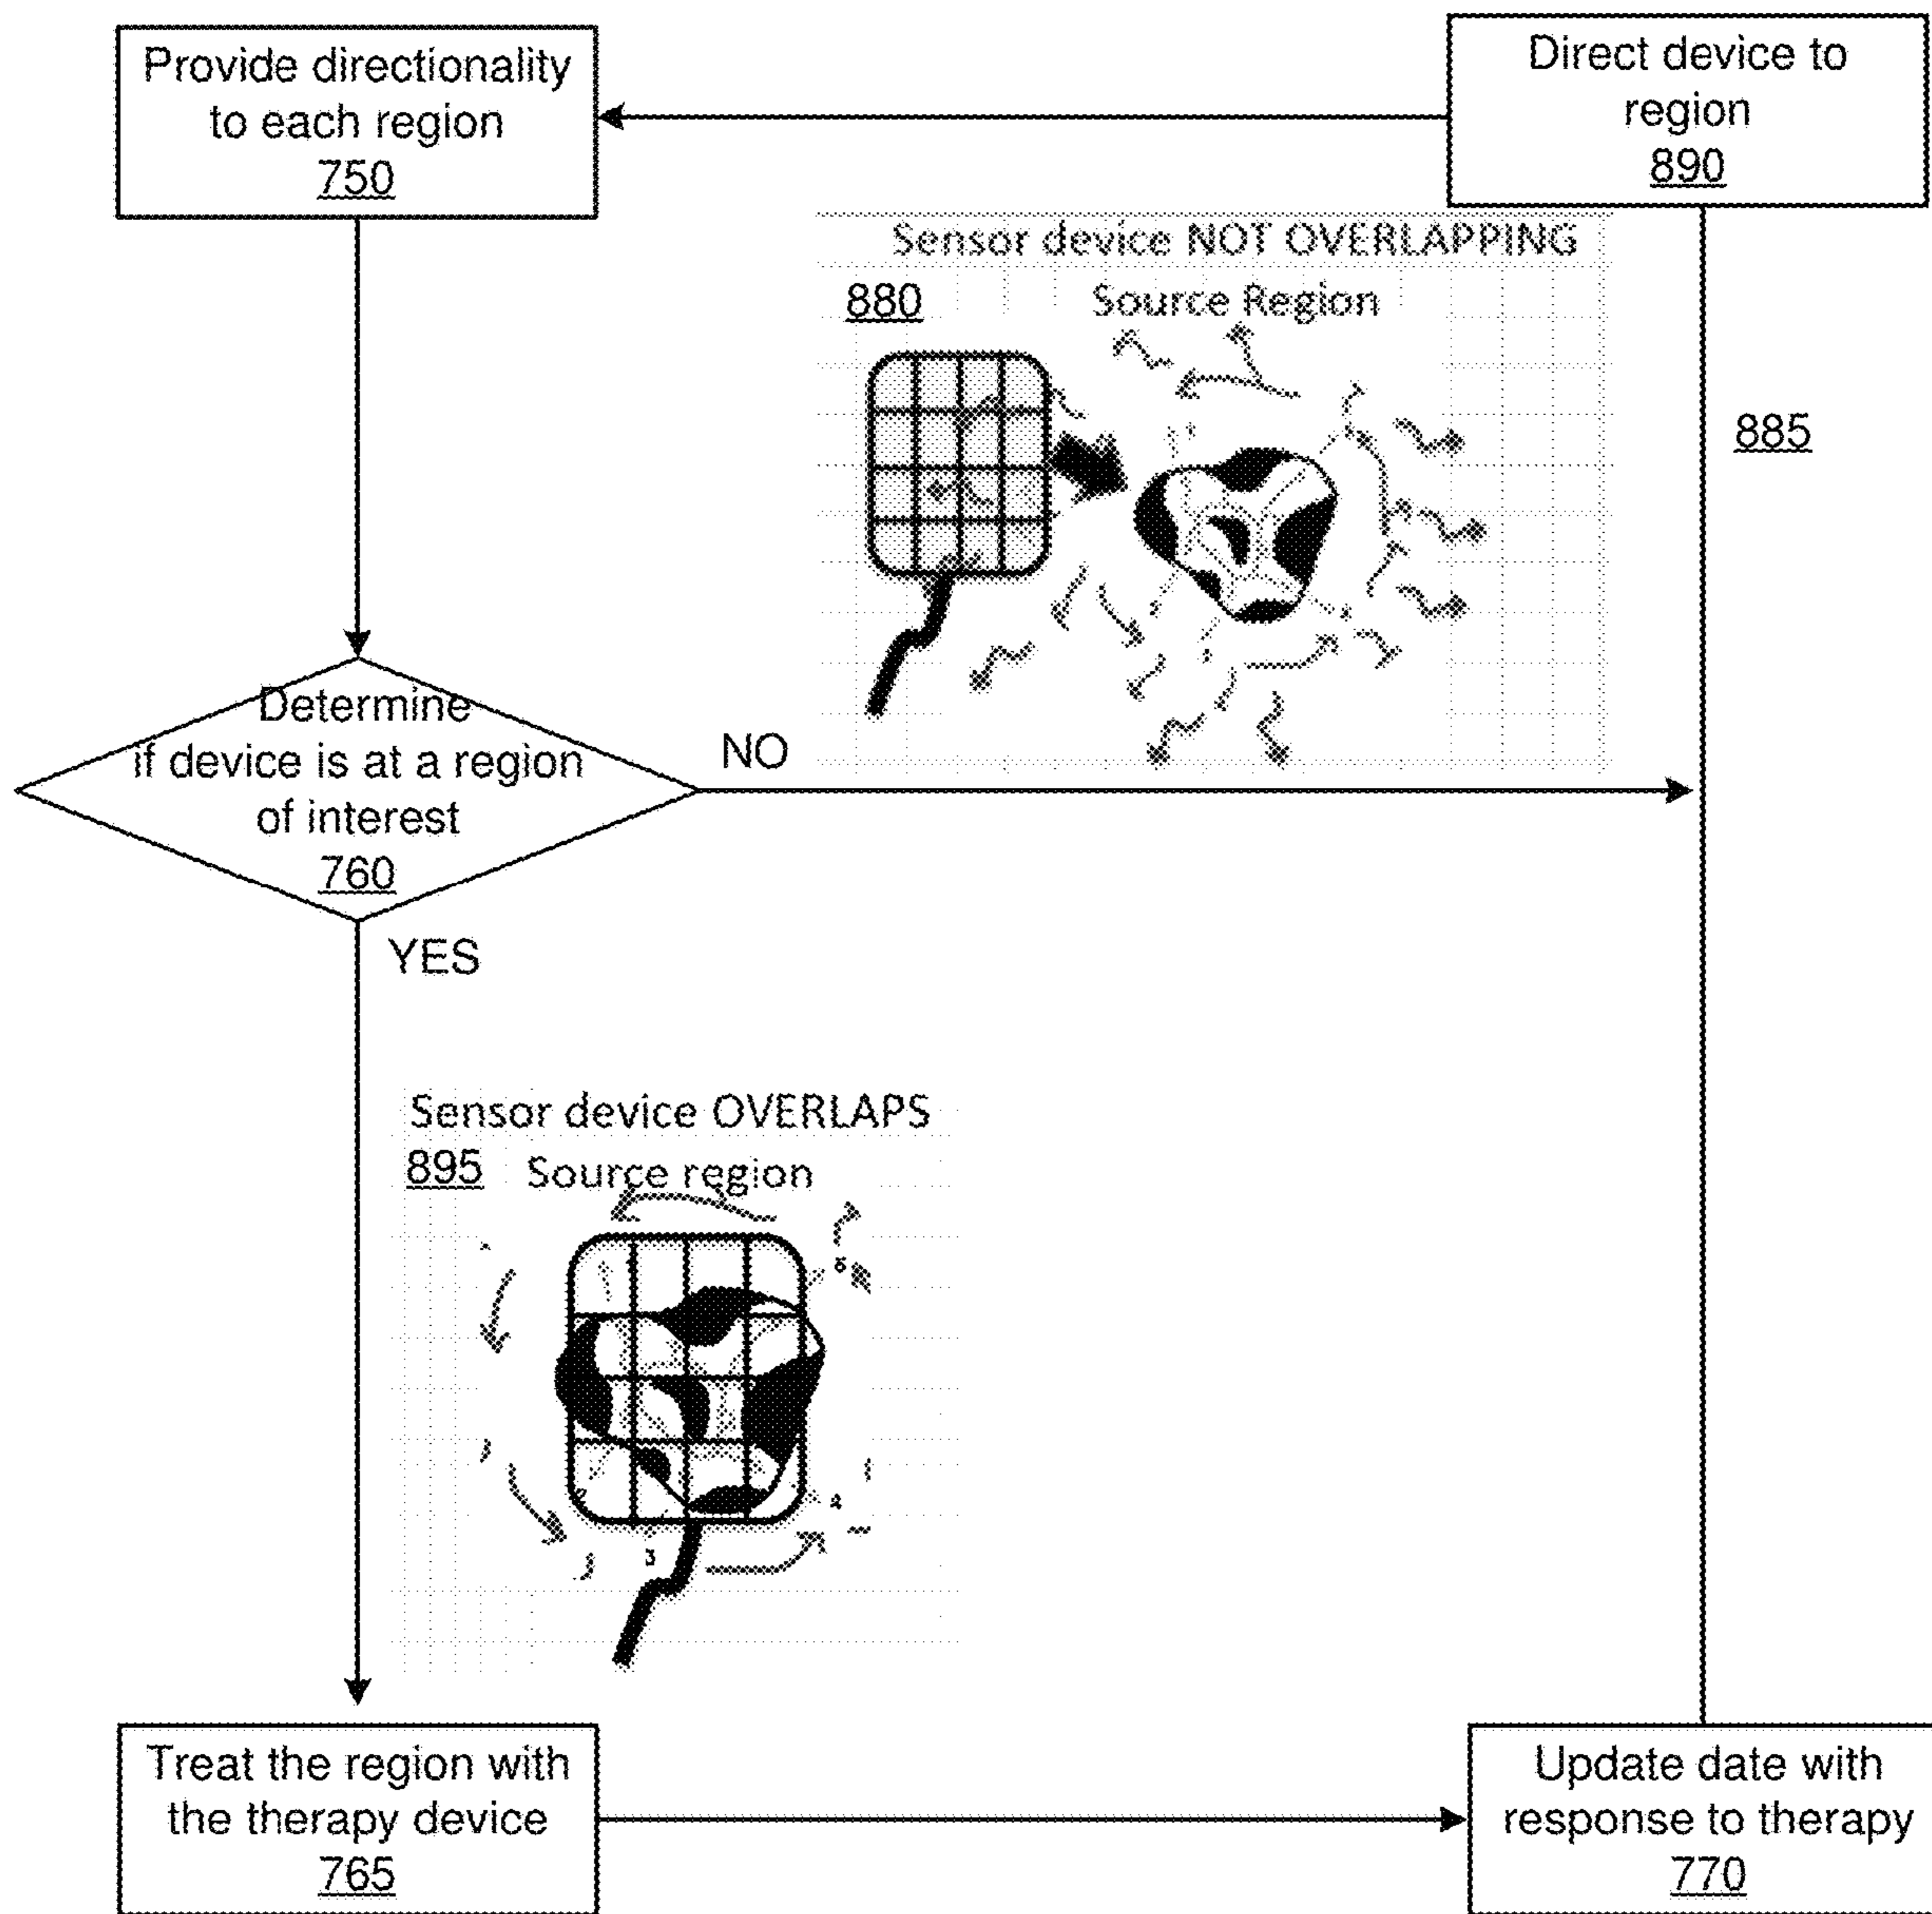 Provide directionality
to each region
750
Direct device to
region
890
Sensor device NOT OVERLAPPING
880
Source Region
885
Determine
if device is at a region
of interest
760
NO
YES
Sensor device OVERLAPS
895
Source region
3
Treat the region with
the therapy device
765
Update date with
response to therapy
770